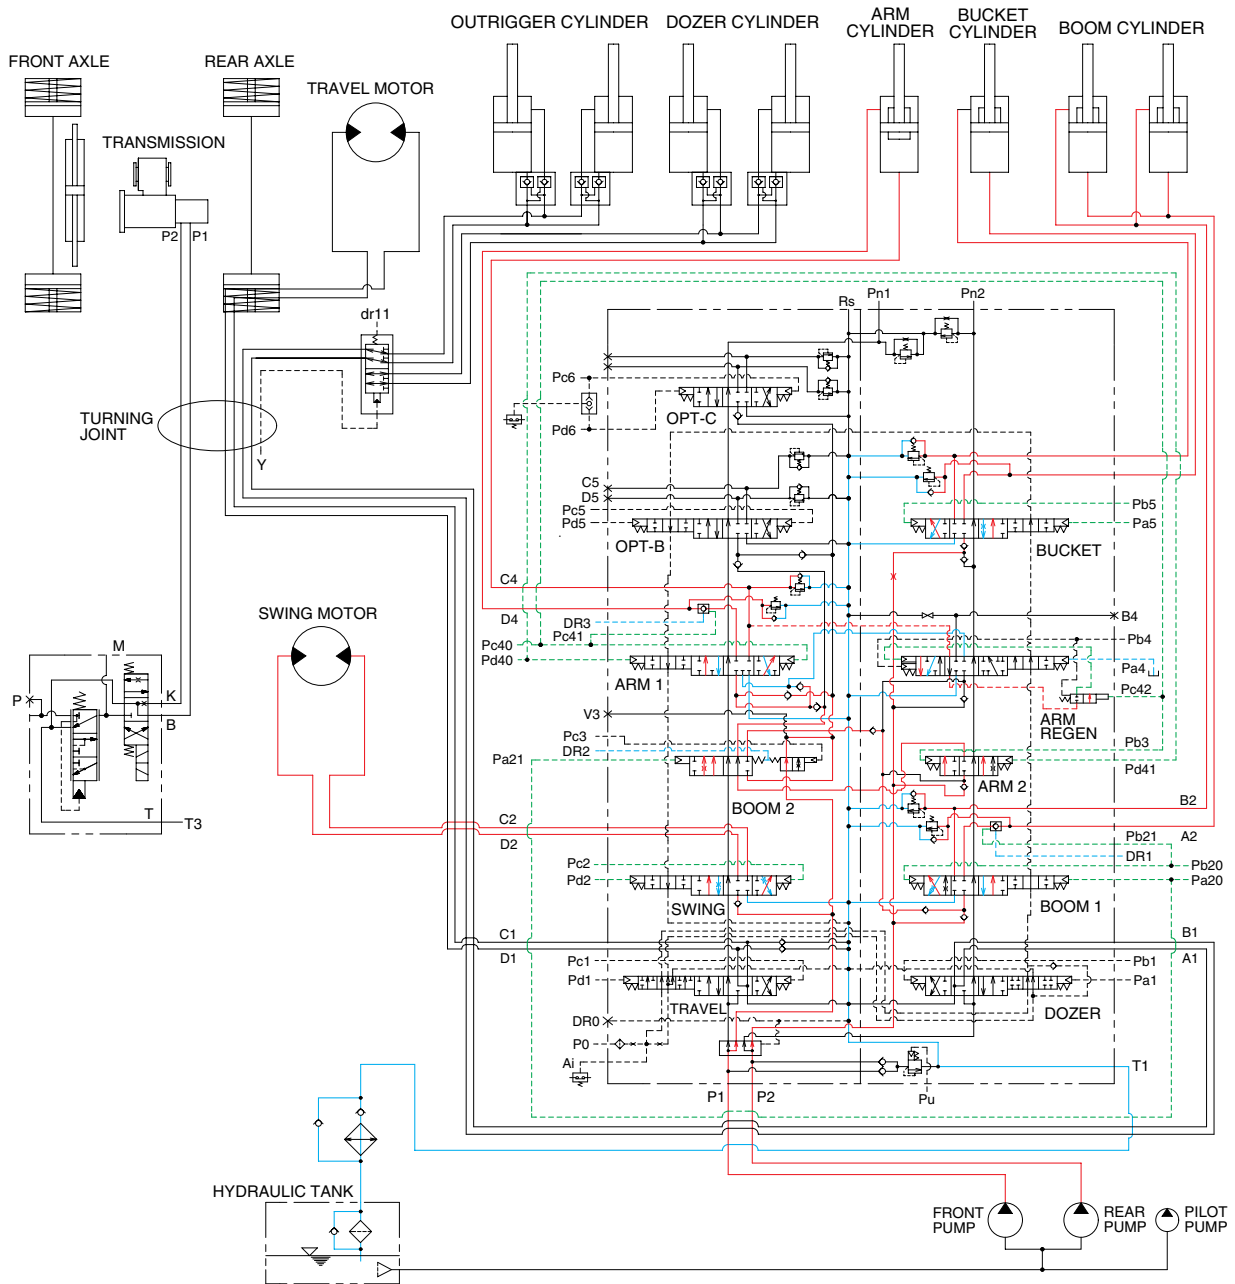 OUTRIGGER CYLINDER
DOZER CYLINDER
ARM
CYLINDER
BUCKET
CYLINDER
BOOM CYLINDER
FRONT AXLE
REAR AXLE
TRAVEL MOTOR
TRANSMISSION
P2
P1
Rs
Pn1
Pn2
dr11
Pc6
Pd6
OPT-C
TURNING
JOINT
Y
C5
D5
Pc5
Pd5
OPT-B
Pb5
Pa5
BUCKET
C4
D4
DR3
Pc41
Pc40
Pd40
ARM 1
B4
Pb4
Pa4
Pc42
ARM
REGEN
SWING MOTOR
M
P
K
B
T
T3
V3
Pc3
DR2
Pa21
BOOM 2
Pb3
Pd41
ARM 2
B2
A2
C2
D2
Pb21
DR1
Pc2
Pd2
SWING
Pb20
Pa20
BOOM 1
C1
D1
B1
A1
Pc1
Pd1
TRAVEL
Pb1
Pa1
DOZER
DR0
P0
Ai
T1
P1
P2
Pu
HYDRAULIC TANK
FRONT
PUMP
REAR
PUMP
PILOT
PUMP